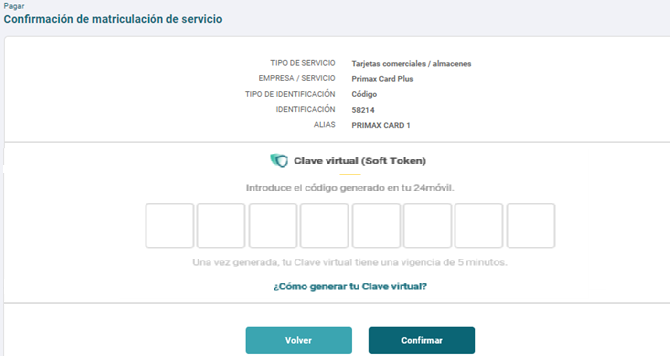 Pagar
Confirmación de matriculación de servicio
TIPO DE SERVICIO Tarjetas comerciales / almacenes
EMPRESA / SERVICIO Primax Card Plus
TIPO DE IDENTIFICACIÓN Código
IDENTIFICACIÓN 58214
ALIAS PRIMAX CARD 1
Clave virtual (Soft Token)
Introduce el código generado en tu 24móvil.
Una vez generada, tu Clave virtual tiene una vigencia de 5 minutos.
¿Cómo generar tu Clave virtual?
Volver Confirmar